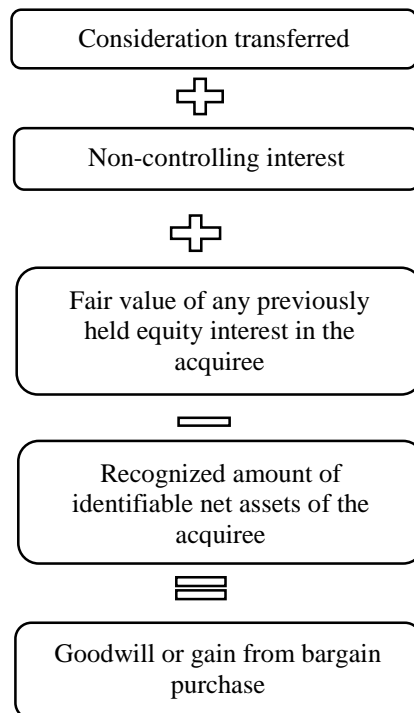 Consideration transferred
+
Non-controlling interest
+
Fair value of any previously
held equity interest in the
acquiree
–
Recognized amount of
identifiable net assets of the
acquiree
=
Goodwill or gain from bargain
purchase